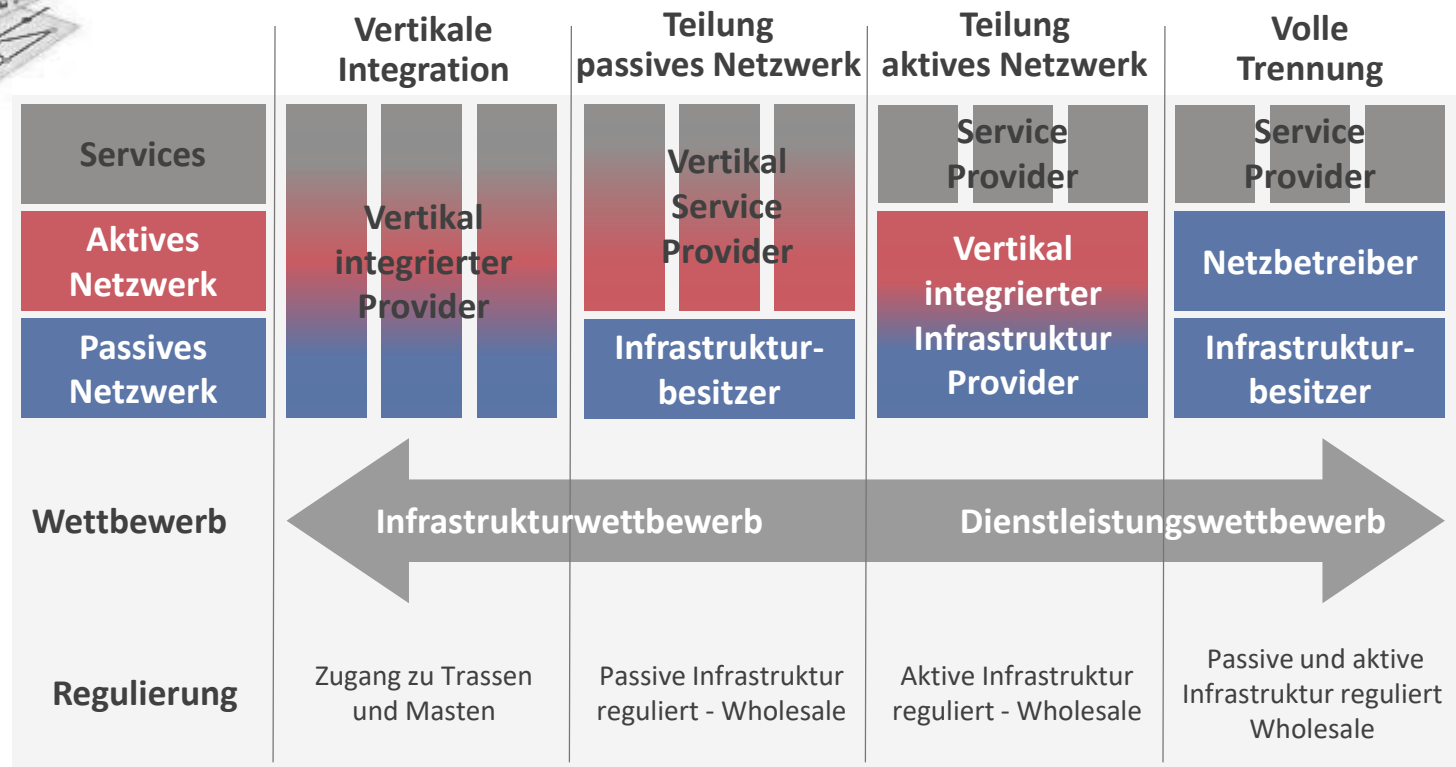 Vertikale
Integration
Teilung
passives Netzwerk
Teilung
aktives Netzwerk
Volle
Trennung
Services
Aktives
Netzwerk
Passives
Netzwerk
Vertikal
integrierter
Provider
Vertikal
Service
Provider
Infrastruktur-
besitzer
Service
Provider
Vertikal
integrierter
Infrastruktur
Provider
Service
Provider
Netzbetreiber
Infrastruktur-
besitzer
Wettbewerb
Infrastrukturwettbewerb
Dienstleistungswettbewerb
Regulierung
Zugang zu Trassen
und Masten
Passive Infrastruktur
reguliert - Wholesale
Aktive Infrastruktur
reguliert - Wholesale
Passive und aktive
Infrastruktur reguliert
Wholesale